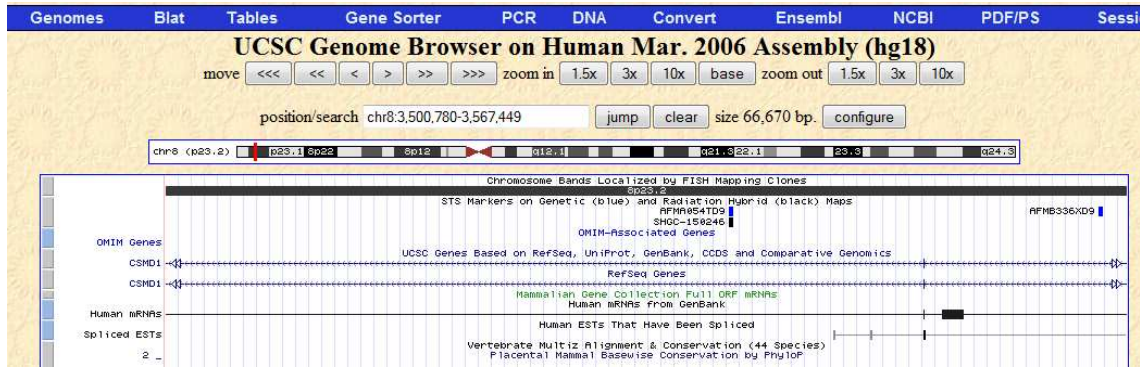 Genomes Blat Tables Gene Sorter PCR DNA Convert Ensembl NCBI PDF/PS Sessi
UCSC Genome Browser on Human Mar. 2006 Assembly (hg18)
move <<< << < > >> >>> zoom in 1.5x 3x 10x base zoom out 1.5x 3x 10x
position/search chr8:3,500,780-3,567,449 jump clear size 66,670 bp. configure
chr8 (p23.2) p23.1 8p22 8p12 q12.1 q21.3 22.1 23.3 q24.3
Chromosome Bands Localized by FISH Mapping Clones
8p23.2
STS Markers on Genetic (blue) and Radiation Hybrid (black) Maps
AFMA054TD9 AFMB336XD9
SHGC-150246
OMIM-Associated Genes
OMIM Genes
UCSC Genes Based on RefSeq, UniProt, GenBank, CCDS and Comparative Genomics
CSMD1
RefSeq Genes
CSMD1
Mammalian Gene Collection Full ORF mRNAs
Human mRNAs from GenBank
Human mRNAs
Human ESTs That Have Been Spliced
Spliced ESTs
Vertebrate Multiz Alignment & Conservation (44 Species)
Placental Mammal Basewise Conservation by PhyloP
2 _